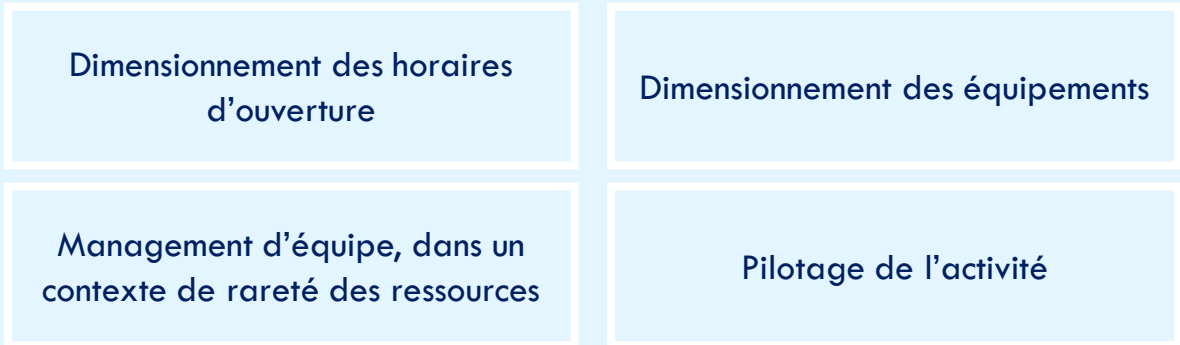 Dimensionnement des horaires
d’ouverture
Dimensionnement des équipements
Management d’équipe, dans un
contexte de rareté des ressources
Pilotage de l’activité